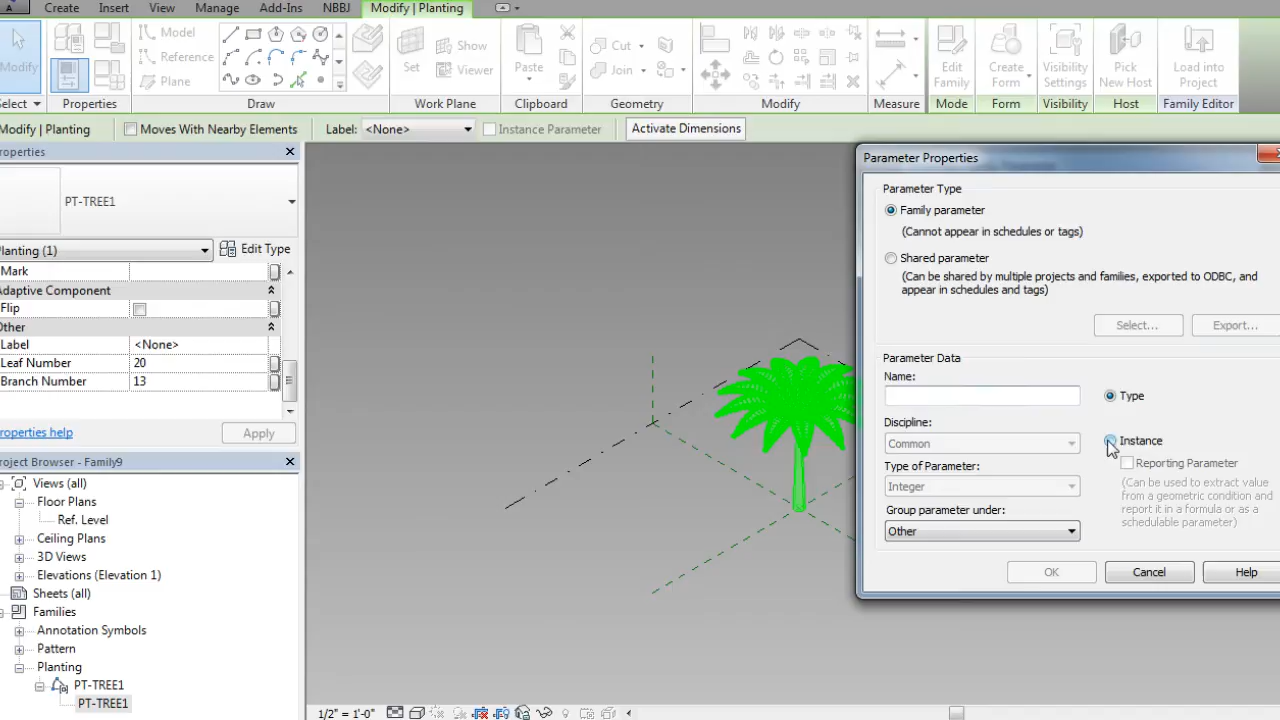 Create Insert View Manage Add-Ins NBBJ Modify | Planting
Modify
Model
Reference
Plane
Set
Show
Viewer
Paste
Cut
Join
Edit Family
Create Form
Visibility Settings
Pick New Host
Load into Project
Select Properties Draw Work Plane Clipboard Geometry Modify Measure Mode Form Visibility Host Family Editor
Modify | Planting Moves With Nearby Elements Label: <None> Instance Parameter Activate Dimensions
roperties
PT-TREE1
Planting (1) Edit Type
Mark
Adaptive Component
Flip
Other
Label <None>
Leaf Number 20
Branch Number 13
roperties help Apply
roject Browser - Family9
Views (all)
Floor Plans
Ref. Level
Ceiling Plans
3D Views
Elevations (Elevation 1)
Sheets (all)
Families
Annotation Symbols
Pattern
Planting
PT-TREE1
PT-TREE1
Parameter Properties
Parameter Type
Family parameter
(Cannot appear in schedules or tags)
Shared parameter
(Can be shared by multiple projects and families, exported to ODBC, and
appear in schedules and tags)
Select... Export...
Parameter Data
Name:
Type
Discipline:
Common
Instance
Type of Parameter:
Reporting Parameter
Integer
(Can be used to extract value
from a geometric condition and
report it in a formula or as a
schedulable parameter)
Group parameter under:
Other
OK Cancel Help
1/2" = 1'-0"